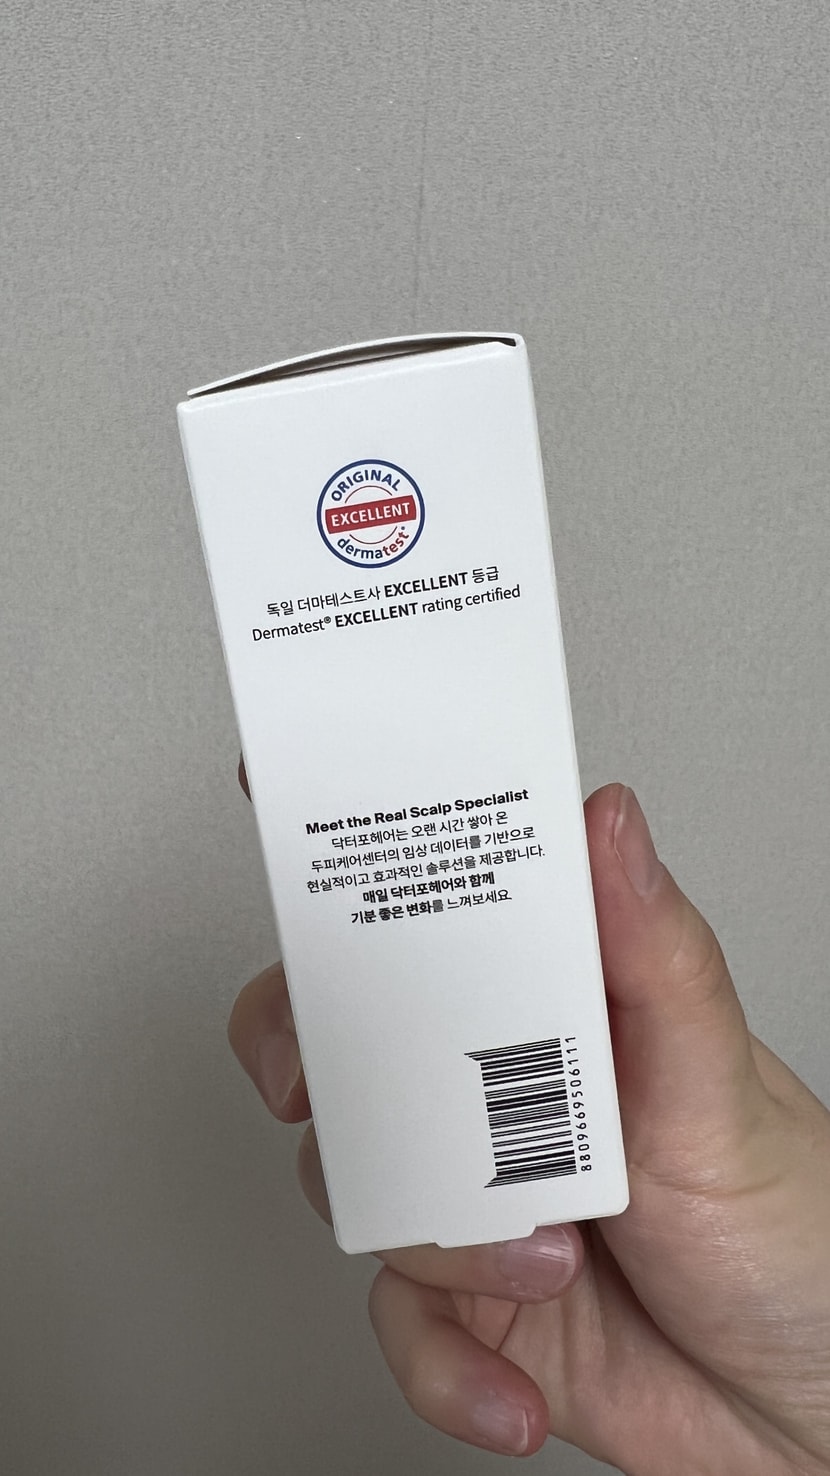 ORIGINAL
EXCELLENT
dermatest®
독일 더마테스트사 EXCELLENT 등급
Dermatest® EXCELLENT rating certified
Meet the Real Scalp Specialist
닥터포헤어는 오랜 시간 쌓아 온
두피케어센터의 임상 데이터를 기반으로
현실적이고 효과적인 솔루션을 제공합니다.
매일 닥터포헤어와 함께
기분 좋은 변화를 느껴보세요.
8809669506111